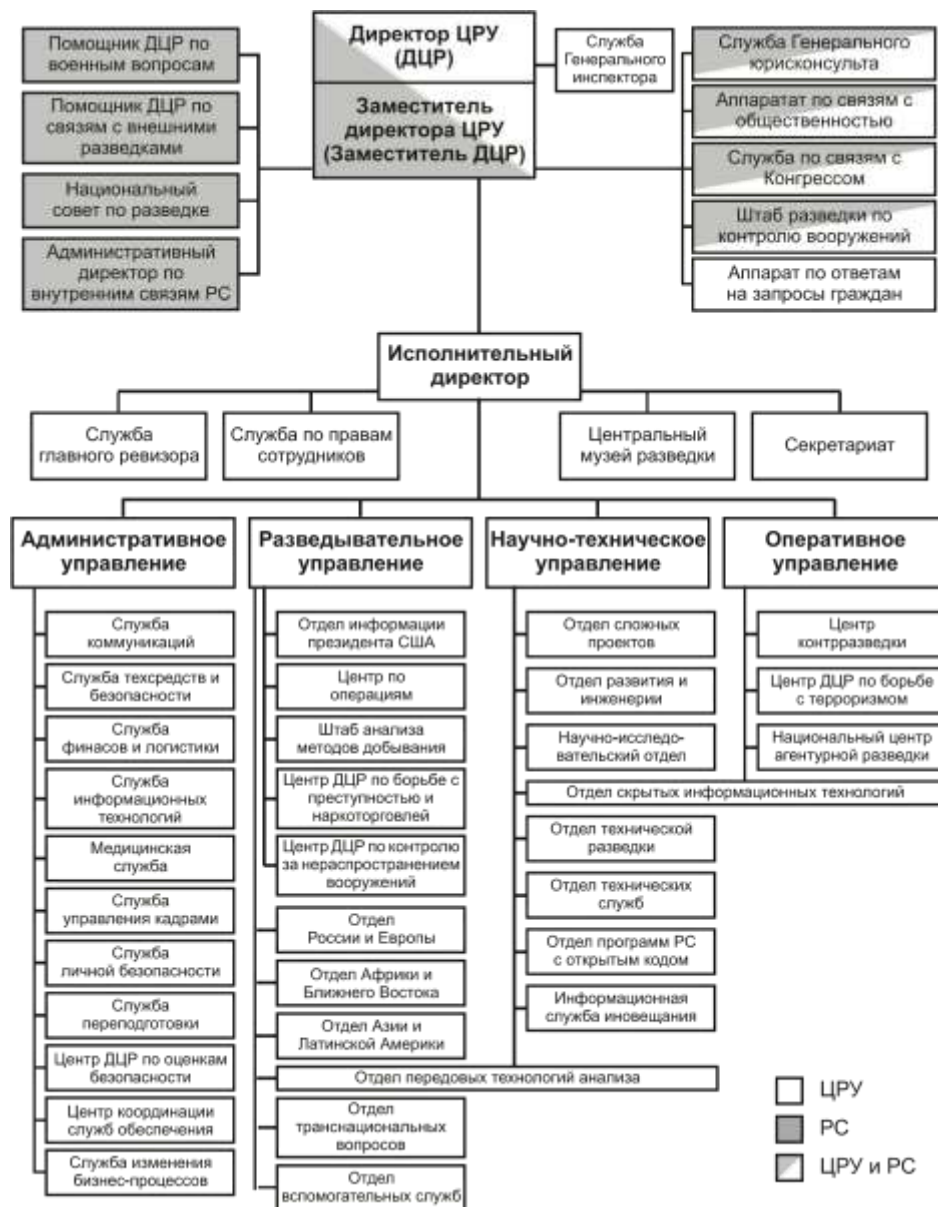 Помощник ДЦР по
военным вопросам
Помощник ДЦР по
связям с внешними
разведками
Национальный
совет по разведке
Административный
директор по
внутренним связям РС
Директор ЦРУ
(ДЦР)
Заместитель
директора ЦРУ
(Заместитель ДЦР)
Служба
Генерального
инспектора
Служба Генерального
юрисконсульта
Аппаратат по связям с
общественностью
Служба по связям с
Конгрессом
Штаб разведки по
контролю вооружений
Аппарат по ответам
на запросы граждан
Исполнительный
директор
Служба
главного ревизора
Служба по правам
сотрудников
Центральный
музей разведки
Секретариат
Административное
управление
Служба
коммуникаций
Служба техсредств и
безопасности
Служба
финасов и логистики
Служба
информационных
технологий
Медицинская
служба
Служба
управления кадрами
Служба
личной безопасности
Служба
переподготовки
Центр ДЦР по оценкам
безопасности
Центр координации
служб обеспечения
Служба изменения
бизнес-процессов
Разведывательное
управление
Отдел информации
президента США
Центр по
операциям
Штаб анализа
методов добывания
Центр ДЦР по борьбе с
преступностью и
наркоторговлей
Центр ДЦР по контролю
за нераспространением
вооружений
Отдел
России и Европы
Отдел Африки и
Ближнего Востока
Отдел Азии и
Латинской Америки
Отдел передовых технологий анализа
Отдел
транснациональных
вопросов
Отдел
вспомогательных служб
Научно-техническое
управление
Отдел сложных
проектов
Отдел развития и
инженерии
Научно-исследо-
вательский отдел
Отдел скрытых информационных технологий
Отдел технической
разведки
Отдел технических
служб
Отдел программ РС
с открытым кодом
Информационная
служба иновещания
Оперативное
управление
Центр
контрразведки
Центр ДЦР по борьбе
с терроризмом
Национальный центр
агентурной разведки
ЦРУ
РС
ЦРУ и РС